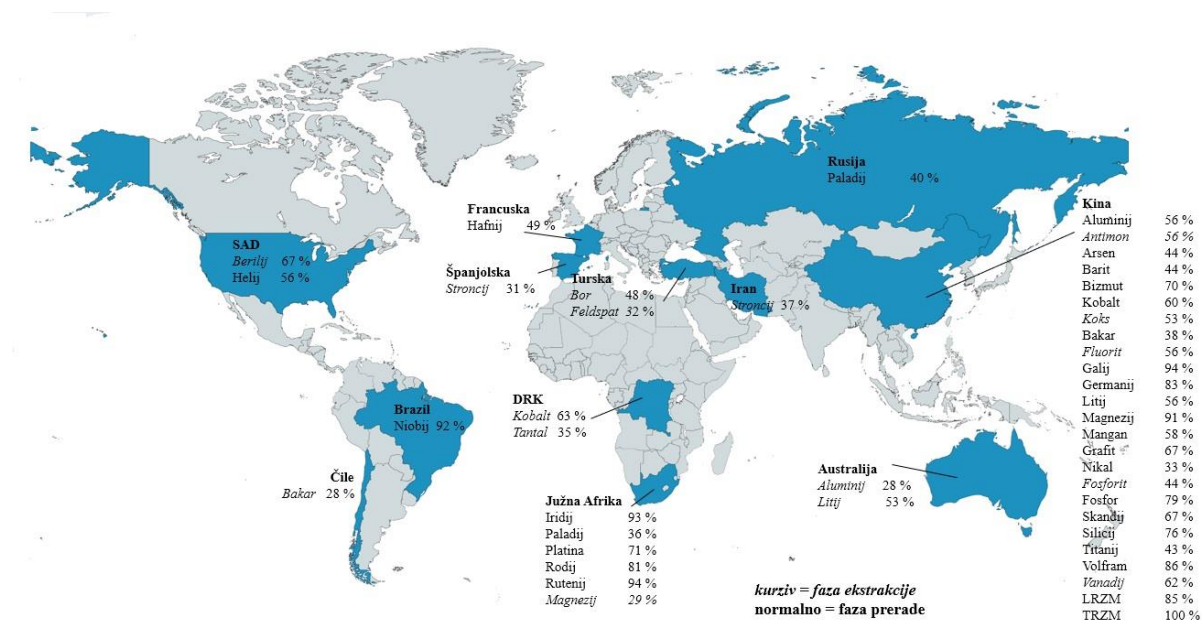 Rusija
Paladij 40 %
Francuska
Hafnij 49 %
SAD
Berilij 67 %
Helij 56 %
Španjolska
Stroncij 31 %
Turska
Bor 48 %
Feldspat 32 %
Iran
Stroncij 37 %
Kina
Aluminij 56 %
Antimon 56 %
Arsen 44 %
Barit 44 %
Bizmut 70 %
Kobalt 60 %
Koks 53 %
Bakar 38 %
Fluorit 56 %
Galij 94 %
Germanij 83 %
Litij 56 %
Magnezij 91 %
Mangan 58 %
Grafit 67 %
Nikal 33 %
Fosforit 44 %
Fosfor 79 %
Skandij 67 %
Silicij 76 %
Titanij 43 %
Volfram 86 %
Vanadij 62 %
LRZM 85 %
TRZM 100 %
DRK
Kobalt 63 %
Tantal 35 %
Brazil
Niobij 92 %
Čile
Bakar 28 %
Južna Afrika
Iridij 93 %
Paladij 36 %
Platina 71 %
Rodij 81 %
Rutenij 94 %
Magnezij 29 %
Australija
Aluminij 28 %
Litij 53 %
kurziv = faza ekstrakcije
normalno = faza prerade